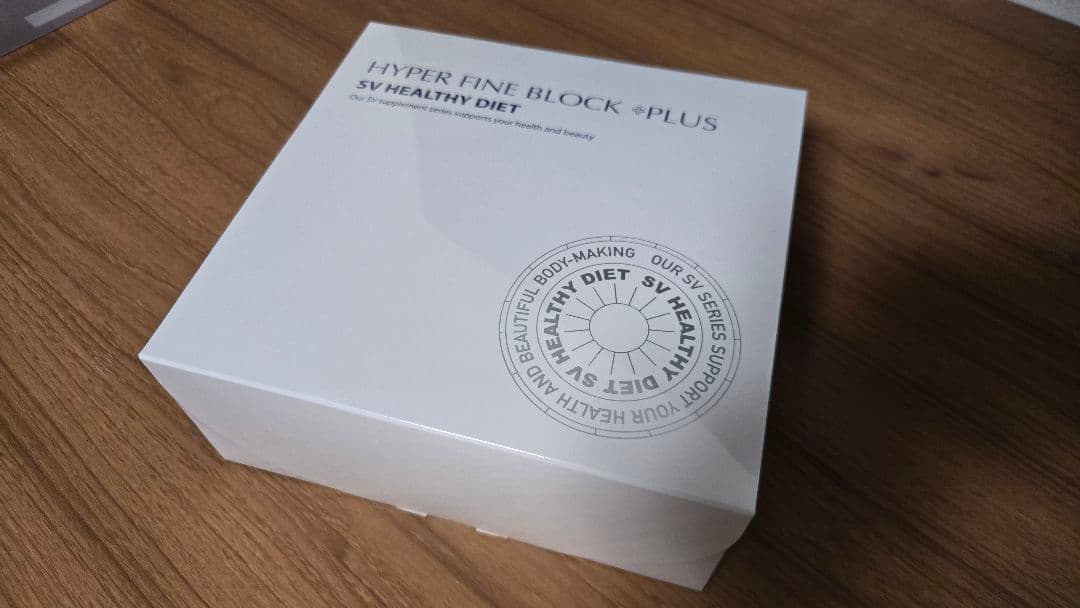 HYPER FINE BLOCK +PLUS
SV HEALTHY DIET
Our SV supplement series supports your health and beauty
OUR SV SERIES SUPPORT YOUR HEALTH AND BEAUTIFUL BODY-MAKING
SV HEALTHY DIET SV HEALTHY DIET